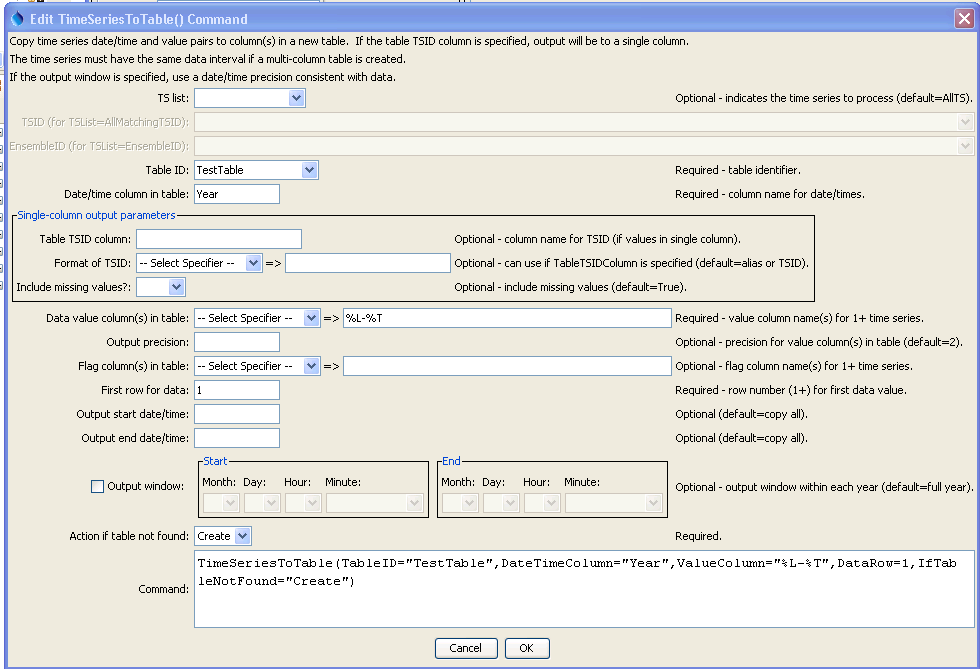 Edit TimeSeriesToTable() Command
Copy time series date/time and value pairs to column(s) in a new table. If the table TSID column is specified, output will be to a single column.
The time series must have the same data interval if a multi-column table is created.
If the output window is specified, use a date/time precision consistent with data.
TS list: Optional - indicates the time series to process (default=AllTS).
TSID (for TSList=AllMatchingTSID):
EnsembleID (for TSList=EnsembleID):
Table ID: TestTable Required - table identifier.
Date/time column in table: Year Required - column name for date/times.
Single-column output parameters
Table TSID column: Optional - column name for TSID (if values in single column).
Format of TSID: -- Select Specifier -- => Optional - can use if TableTSIDColumn is specified (default=alias or TSID).
Include missing values?: Optional - include missing values (default=True).
Data value column(s) in table: -- Select Specifier -- => %L-%T Required - value column name(s) for 1+ time series.
Output precision: Optional - precision for value column(s) in table (default=2).
Flag column(s) in table: -- Select Specifier -- => Optional - flag column name(s) for 1+ time series.
First row for data: 1 Required - row number (1+) for first data value.
Output start date/time: Optional (default=copy all).
Output end date/time: Optional (default=copy all).
Start End
Month: Day: Hour: Minute: Month: Day: Hour: Minute:
Output window: Optional - output window within each year (default=full year).
Action if table not found: Create Required.
Command: TimeSeriesToTable(TableID="TestTable",DateTimeColumn="Year",ValueColumn="%L-%T",DataRow=1,IfTab
leNotFound="Create")
Cancel OK